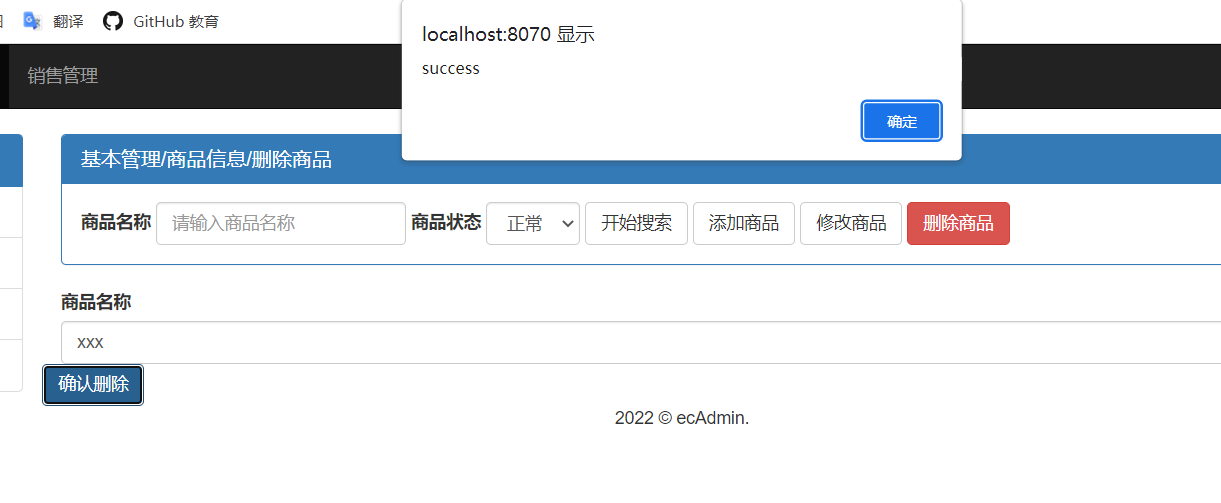 翻译 GitHub 教育
localhost:8070 显示
success
确定
销售管理
基本管理/商品信息/删除商品
商品名称 请输入商品名称 商品状态 正常 开始搜索 添加商品 修改商品 删除商品
商品名称
xxx
确认删除
2022 © ecAdmin.